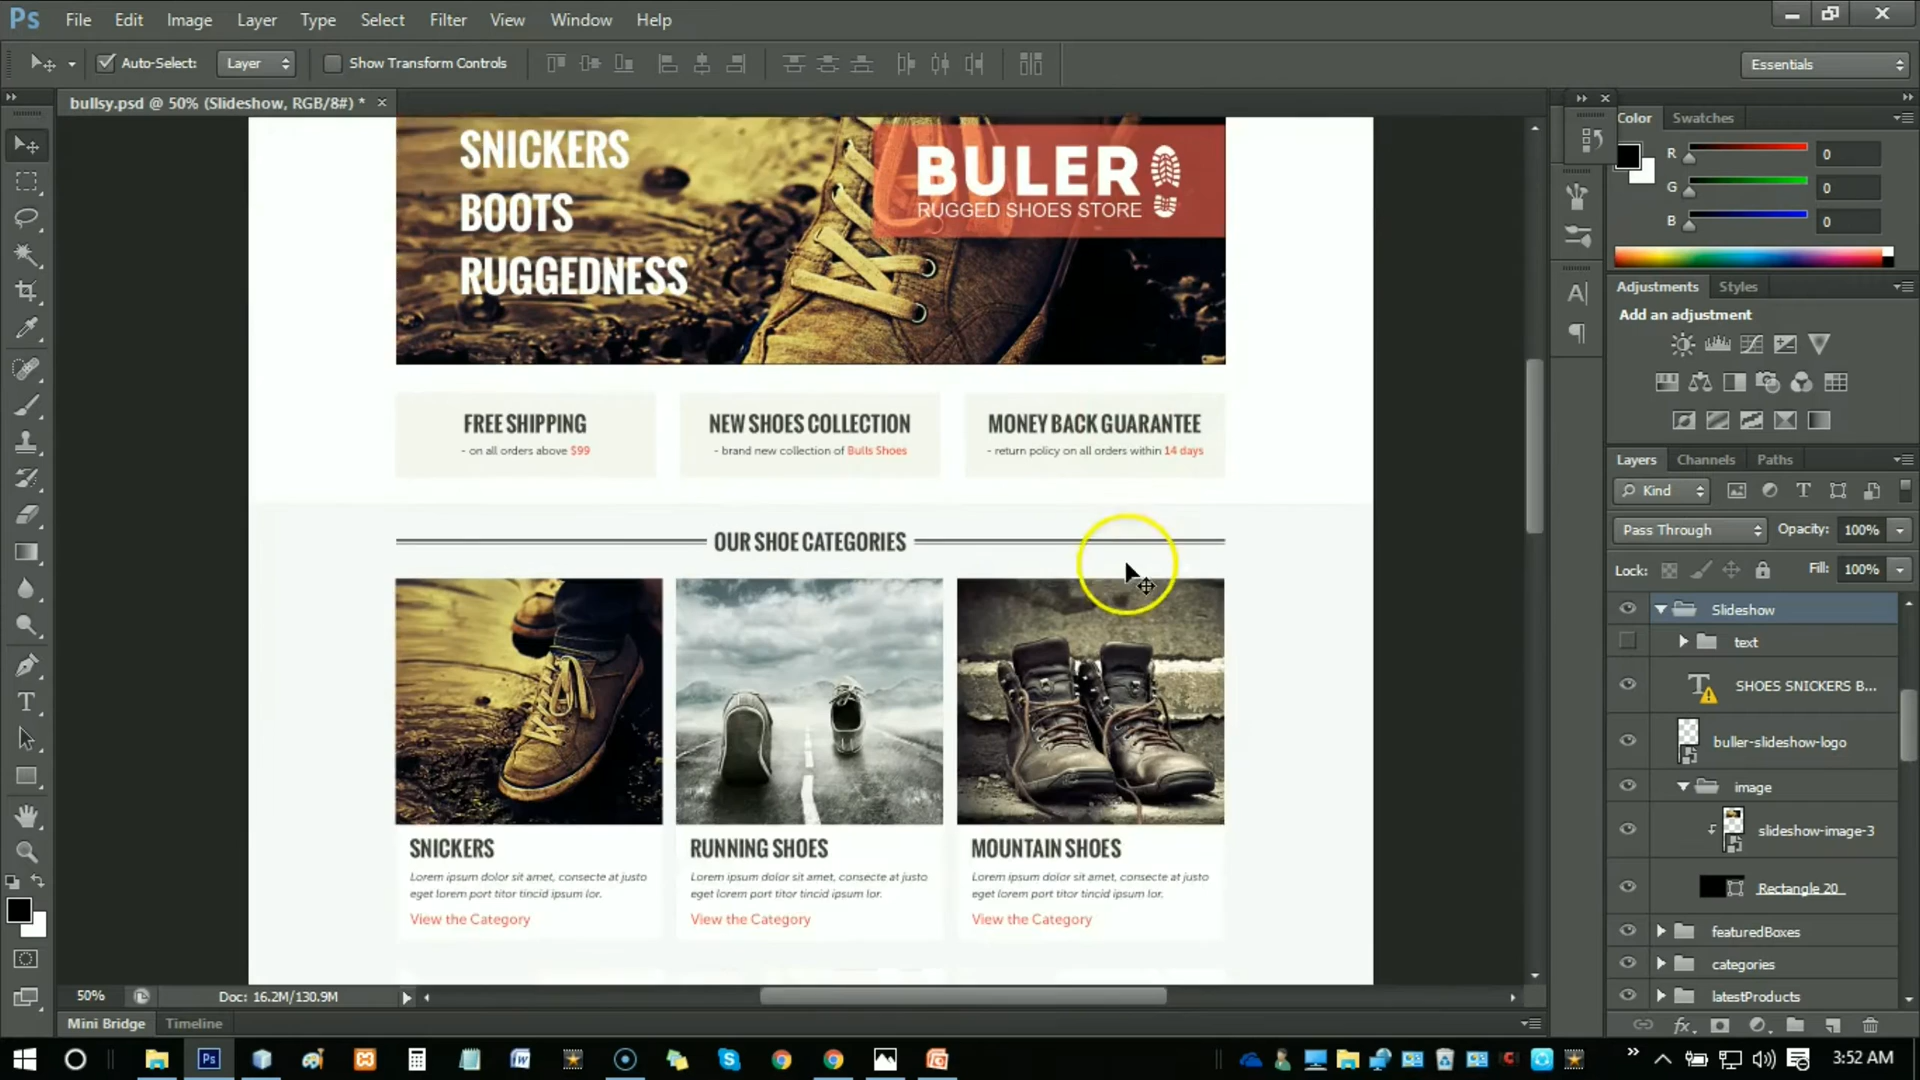 Ps File Edit Image Layer Type Select Filter View Window Help
Auto-Select: Layer Show Transform Controls Essentials
bullsy.psd @ 50% (Slideshow, RGB/8#) * ×
SNICKERS
BOOTS
RUGGEDNESS
BULER
RUGGED SHOES STORE
FREE SHIPPING
- on all orders above $99
NEW SHOES COLLECTION
- brand new collection of Bulls Shoes
MONEY BACK GUARANTEE
- return policy on all orders within 14 days
OUR SHOE CATEGORIES
SNICKERS
Lorem ipsum dolor sit amet, consecte at justo
eget lorem port titor tincid ipsum lor.
View the Category
RUNNING SHOES
Lorem ipsum dolor sit amet, consecte at justo
eget lorem port titor tincid ipsum lor.
View the Category
MOUNTAIN SHOES
Lorem ipsum dolor sit amet, consecte at justo
eget lorem port titor tincid ipsum lor.
View the Category
Color Swatches
R 0
G 0
B 0
Adjustments Styles
Add an adjustment
Layers Channels Paths
Kind
Pass Through Opacity: 100%
Lock: Fill: 100%
Slideshow
text
SHOES SNICKERS B...
buller-slideshow-logo
image
slideshow-image-3
Rectangle 20
featuredBoxes
categories
latestProducts
50% Doc: 16.2M/130.9M
Mini Bridge Timeline
3:52 AM